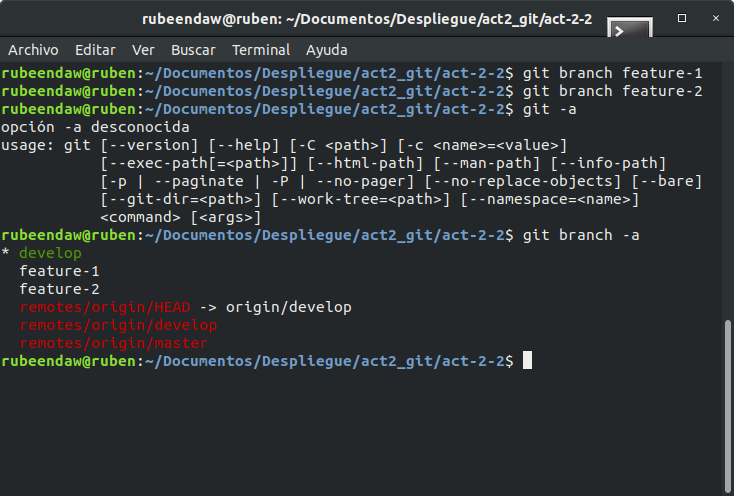 rubeendaw@ruben: ~/Documentos/Despliegue/act2_git/act-2-2
Archivo Editar Ver Buscar Terminal Ayuda
rubeendaw@ruben:~/Documentos/Despliegue/act2_git/act-2-2$ git branch feature-1
rubeendaw@ruben:~/Documentos/Despliegue/act2_git/act-2-2$ git branch feature-2
rubeendaw@ruben:~/Documentos/Despliegue/act2_git/act-2-2$ git -a
opción -a desconocida
usage: git [--version] [--help] [-C <path>] [-c <name>=<value>]
           [--exec-path[=<path>]] [--html-path] [--man-path] [--info-path]
           [-p | --paginate | -P | --no-pager] [--no-replace-objects] [--bare]
           [--git-dir=<path>] [--work-tree=<path>] [--namespace=<name>]
           <command> [<args>]
rubeendaw@ruben:~/Documentos/Despliegue/act2_git/act-2-2$ git branch -a
* develop
  feature-1
  feature-2
  remotes/origin/HEAD -> origin/develop
  remotes/origin/develop
  remotes/origin/master
rubeendaw@ruben:~/Documentos/Despliegue/act2_git/act-2-2$